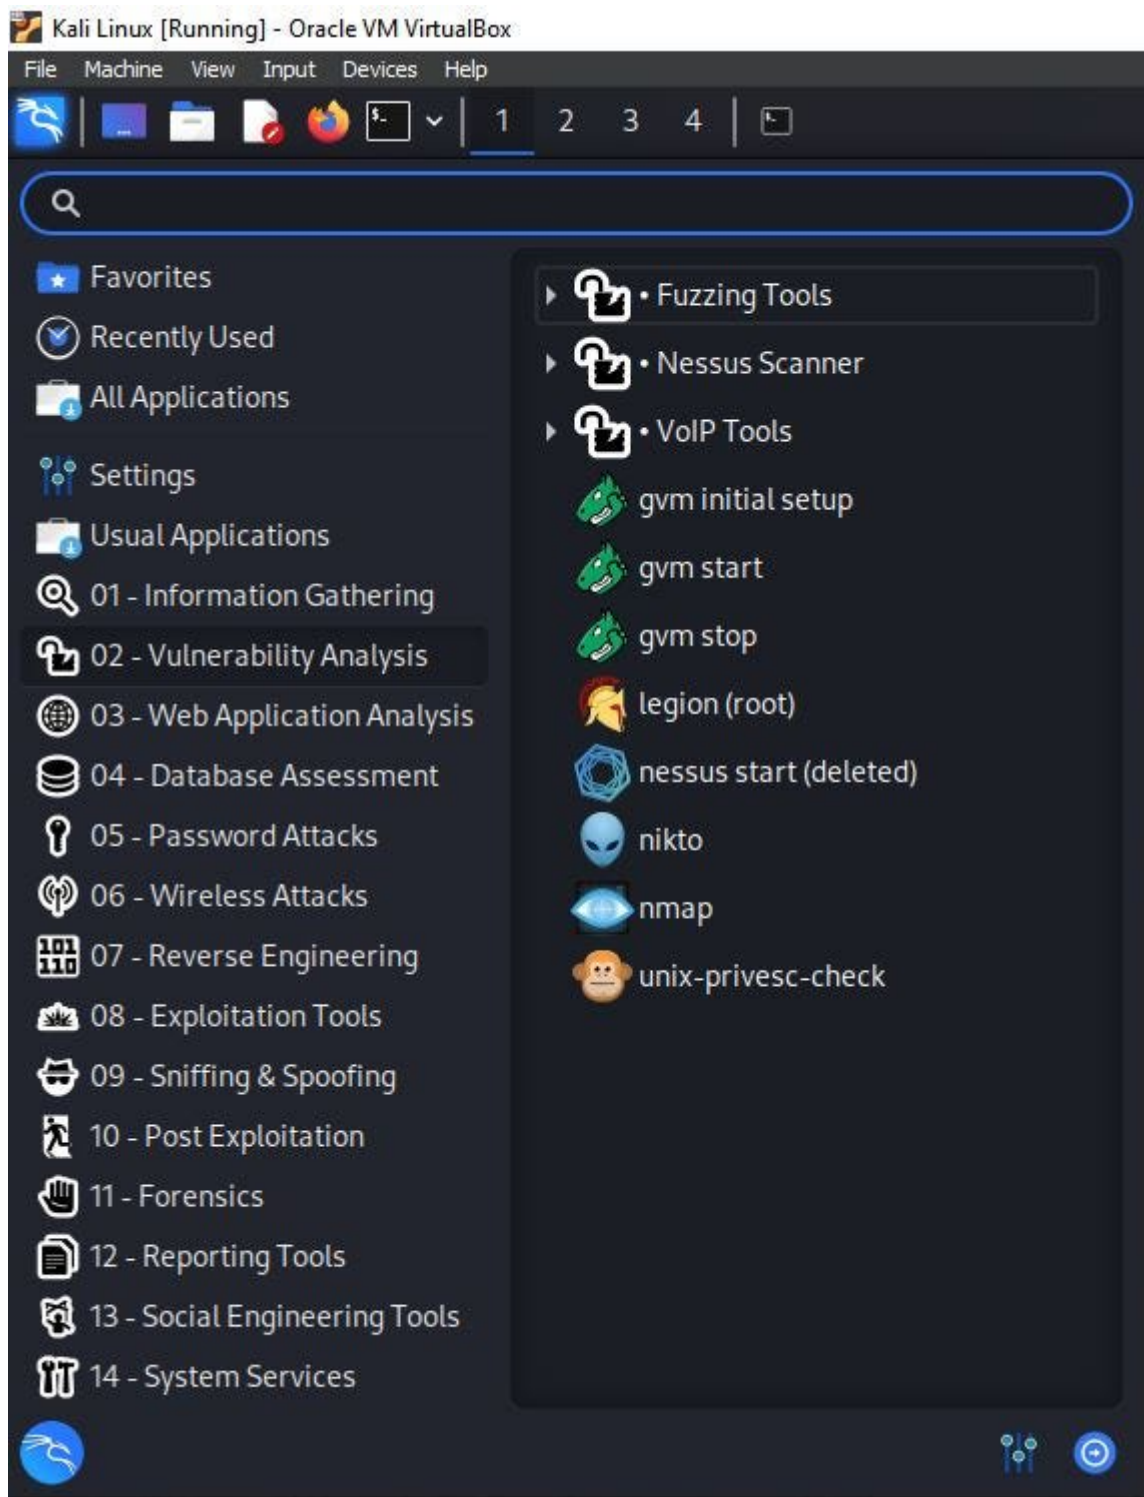 Kali Linux [Running] - Oracle VM VirtualBox
File Machine View Input Devices Help
$_ 1 2 3 4
Favorites
Recently Used
All Applications
Settings
Usual Applications
01 - Information Gathering
02 - Vulnerability Analysis
03 - Web Application Analysis
04 - Database Assessment
05 - Password Attacks
06 - Wireless Attacks
101
110
07 - Reverse Engineering
08 - Exploitation Tools
09 - Sniffing & Spoofing
10 - Post Exploitation
11 - Forensics
12 - Reporting Tools
13 - Social Engineering Tools
14 - System Services
• Fuzzing Tools
• Nessus Scanner
• VoIP Tools
gvm initial setup
gvm start
gvm stop
legion (root)
nessus start (deleted)
nikto
nmap
unix-privesc-check